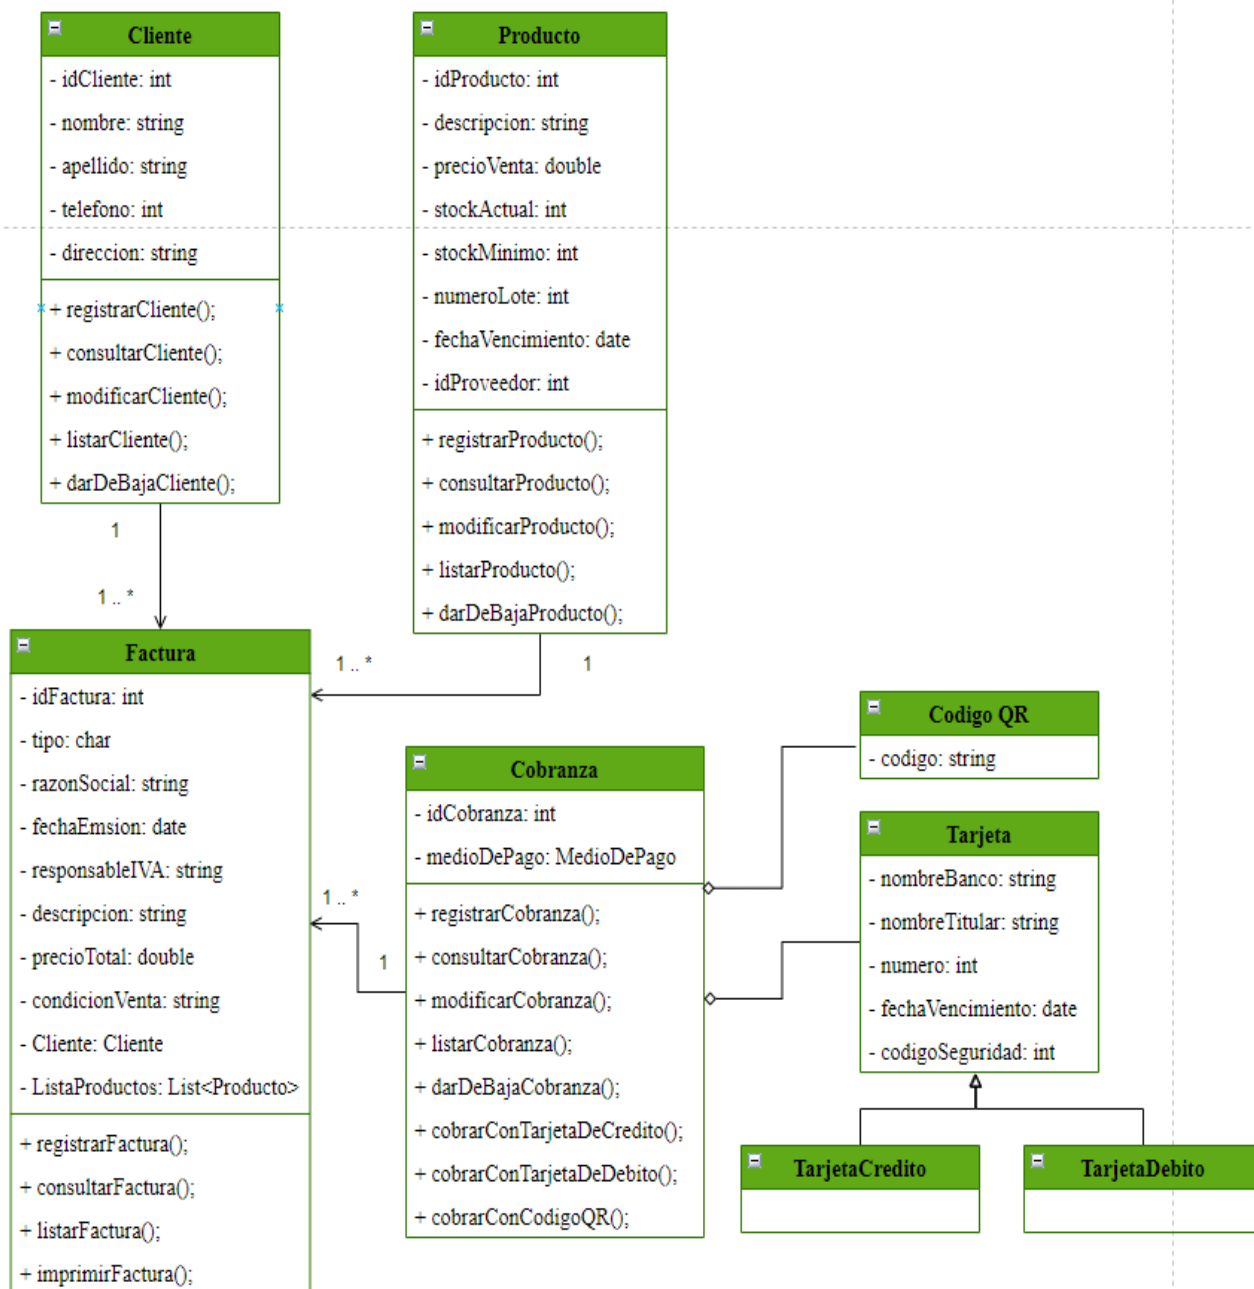 Cliente
- idCliente: int
- nombre: string
- apellido: string
- telefono: int
- direccion: string
+ registrarCliente();
+ consultarCliente();
+ modificarCliente();
+ listarCliente();
+ darDeBajaCliente();
1
1 .. *
Producto
- idProducto: int
- descripcion: string
- precioVenta: double
- stockActual: int
- stockMinimo: int
- numeroLote: int
- fechaVencimiento: date
- idProveedor: int
+ registrarProducto();
+ consultarProducto();
+ modificarProducto();
+ listarProducto();
+ darDeBajaProducto();
1 .. *
1
Factura
- idFactura: int
- tipo: char
- razonSocial: string
- fechaEmsion: date
- responsableIVA: string
- descripcion: string
- precioTotal: double
- condicionVenta: string
- Cliente: Cliente
- ListaProductos: List<Producto>
+ registrarFactura();
+ consultarFactura();
+ listarFactura();
+ imprimirFactura();
1 .. *
1
Cobranza
- idCobranza: int
- medioDePago: MedioDePago
+ registrarCobranza();
+ consultarCobranza();
+ modificarCobranza();
+ listarCobranza();
+ darDeBajaCobranza();
+ cobrarConTarjetaDeCredito();
+ cobrarConTarjetaDeDebito();
+ cobrarConCodigoQR();
Codigo QR
- codigo: string
Tarjeta
- nombreBanco: string
- nombreTitular: string
- numero: int
- fechaVencimiento: date
- codigoSeguridad: int
TarjetaCredito
TarjetaDebito